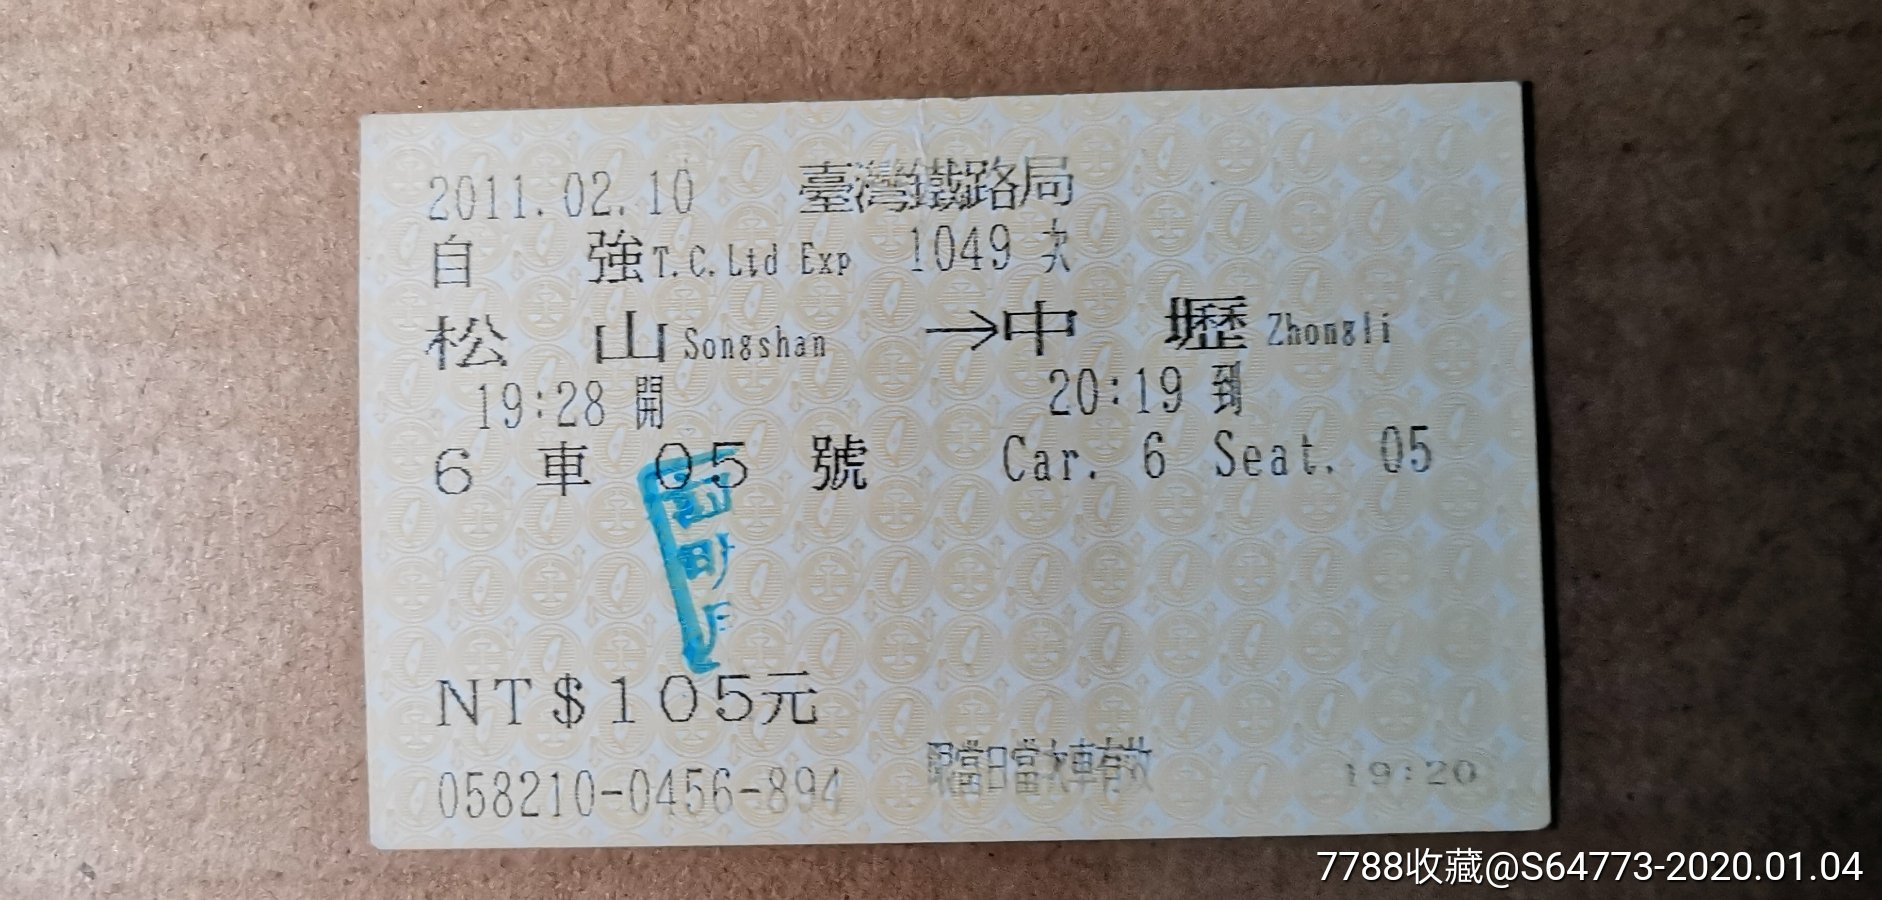 2011.02.10 臺灣鐵路局
自 強 T.C.Ltd Exp 1049 次
松 山 Songshan → 中 壢 Zhongli
19:28 開 20:19 到
6 車 05 號 Car. 6 Seat. 05
NT$105元
058210-0456-894 限當日當次車有效 19:20
7788收藏@S64773-2020.01.04